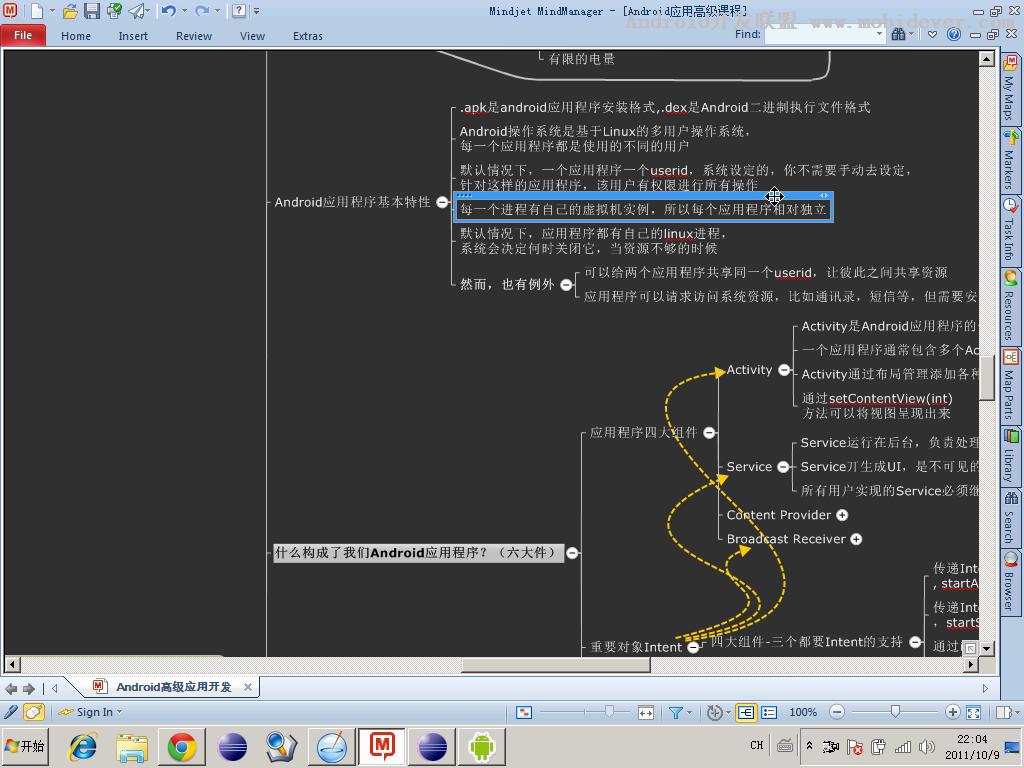 Mindjet MindManager - [Android应用高级课程]
Android开发联盟 www.mobidever.com
File Home Insert Review View Extras Find:
有限的电量
.apk是android应用程序安装格式,.dex是Android二进制执行文件格式
Android操作系统是基于Linux的多用户操作系统，
每一个应用程序都是使用的不同的用户
默认情况下，一个应用程序一个userid，系统设定的，你不需要手动去设定，
针对这样的应用程序，该用户有权限进行所有操作
Android应用程序基本特性
每一个进程有自己的虚拟机实例，所以每个应用程序相对独立
默认情况下，应用程序都有自己的linux进程，
系统会决定何时关闭它，当资源不够的时候
然而，也有例外
可以给两个应用程序共享同一个userid，让彼此之间共享资源
应用程序可以请求访问系统资源，比如通讯录，短信等，但需要安
Activity是Android应用程序的
一个应用程序通常包含多个Ac
Activity
Activity通过布局管理添加各种
通过setContentView(int)
方法可以将视图呈现出来
应用程序四大组件
Service运行在后台，负责处理
Service
Service丌生成UI，是不可见的
所有用户实现的Service必须继
Content Provider
Broadcast Receiver
什么构成了我们Android应用程序？（六大件）
传递Inte
, startA
传递Inte
，startS
重要对象Intent
四大组件-三个都要Intent的支持
通过
My Maps
Markers
Task Info
Resources
Map Parts
Library
Search
Browser
Android高级应用开发
Sign In
100%
开始
CH
22:04
2011/10/9